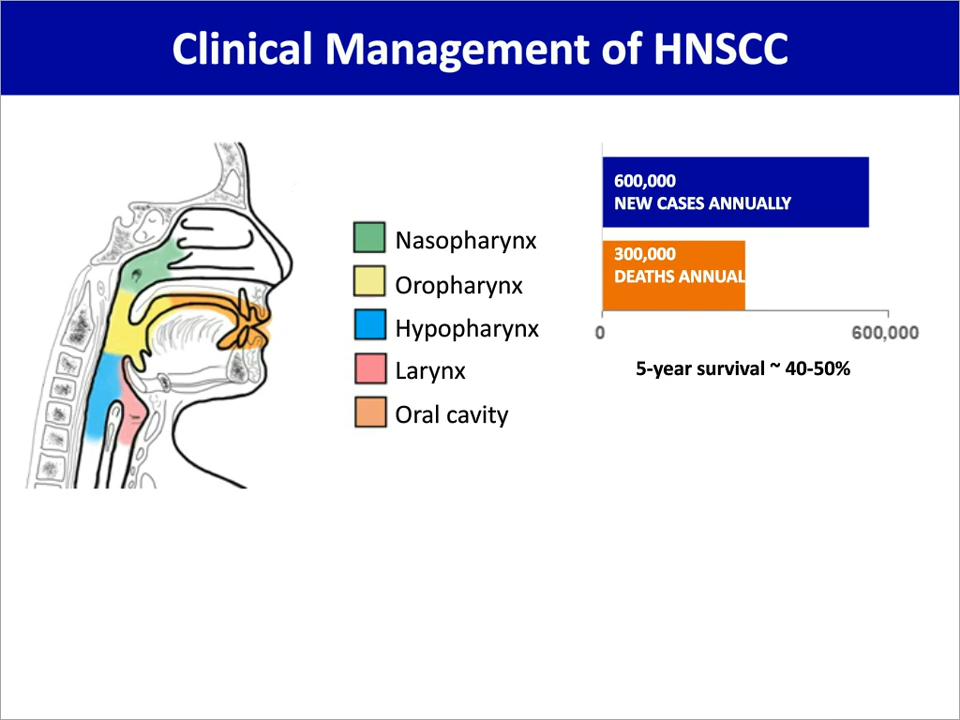 Clinical Management of HNSCC
Nasopharynx
Oropharynx
Hypopharynx
Larynx
Oral cavity
600,000
NEW CASES ANNUALLY
300,000
DEATHS ANNUAL
0
600,000
5-year survival ~ 40-50%